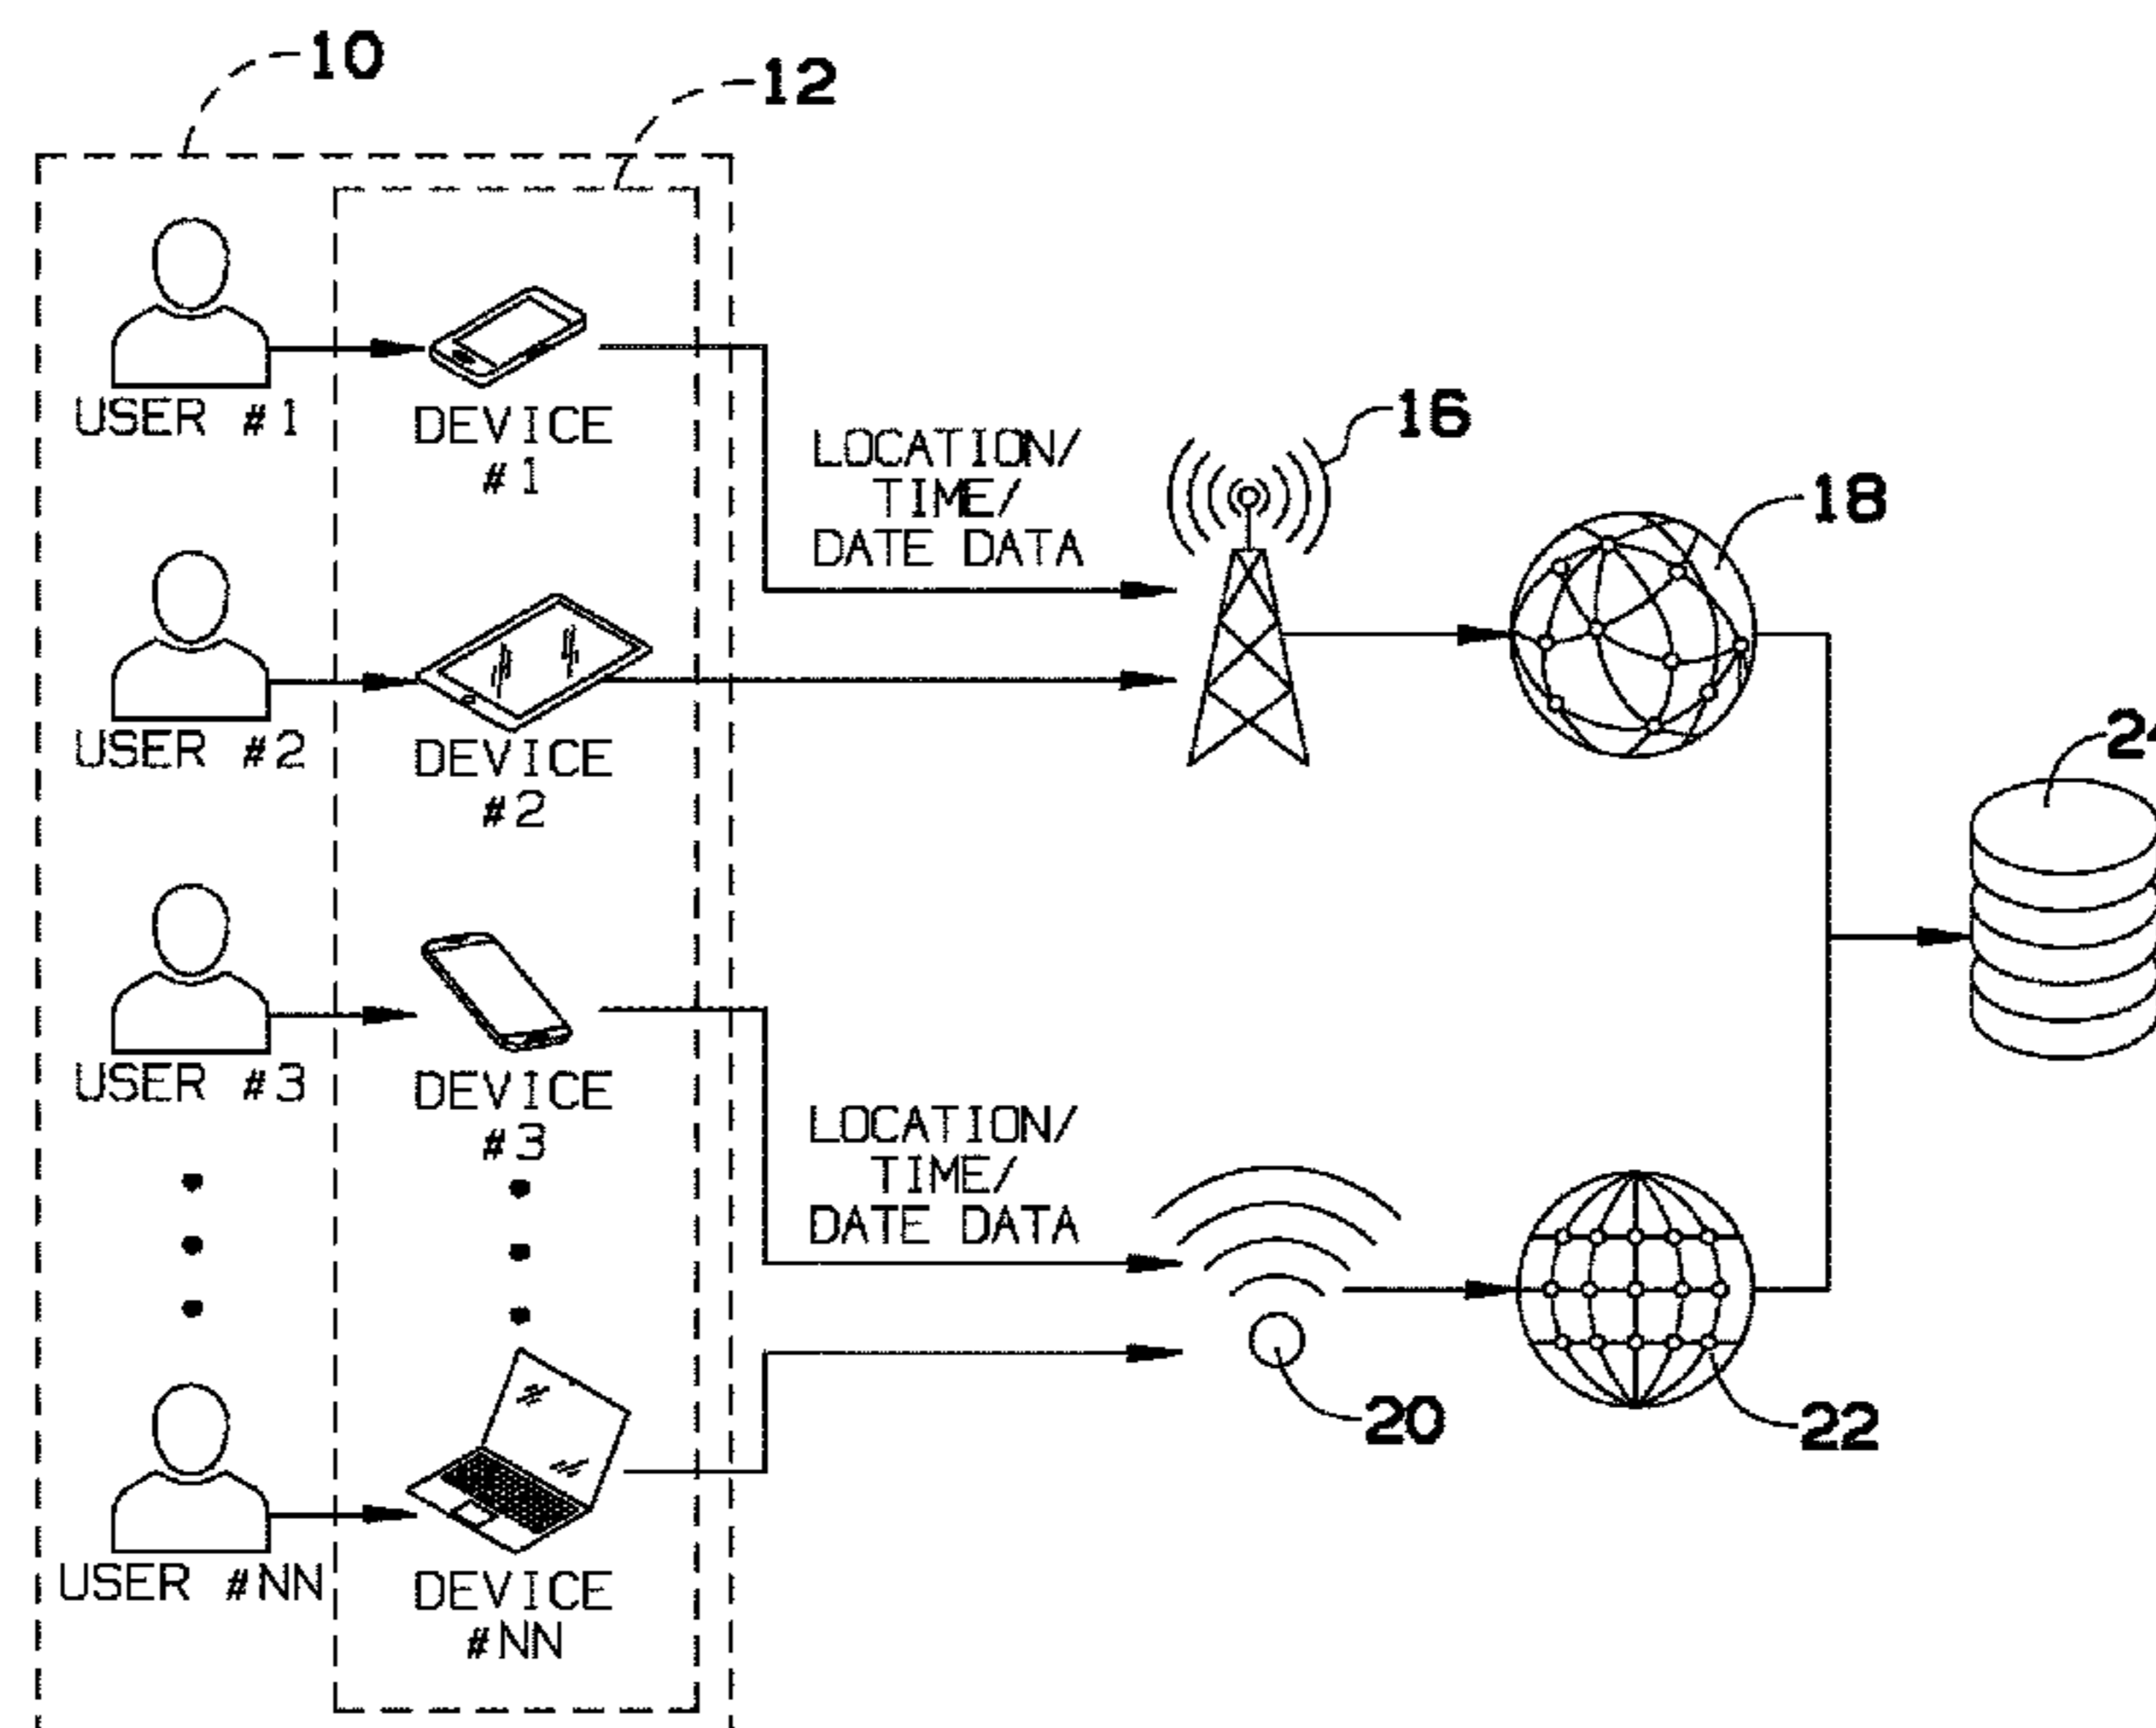 10
12
USER #1
DEVICE
#1
LOCATION/
TIME/
DATE DATA
16
18
USER #2
DEVICE
#2
24
USER #3
DEVICE
#3
LOCATION/
TIME/
DATE DATA
20
22
USER #NN
DEVICE
#NN